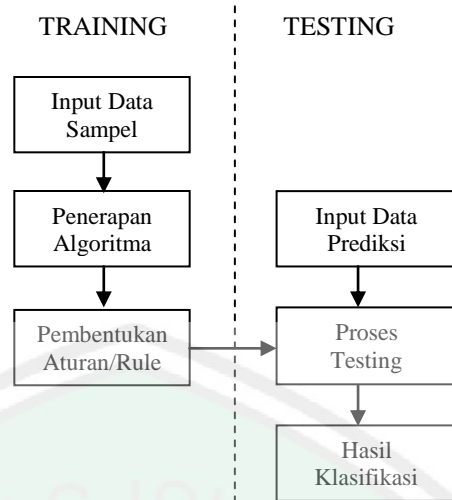 TRAINING
TESTING
Input Data
Sampel
Penerapan
Algoritma
Input Data
Prediksi
Pembentukan
Aturan/Rule
Proses
Testing
Hasil
Klasifikasi